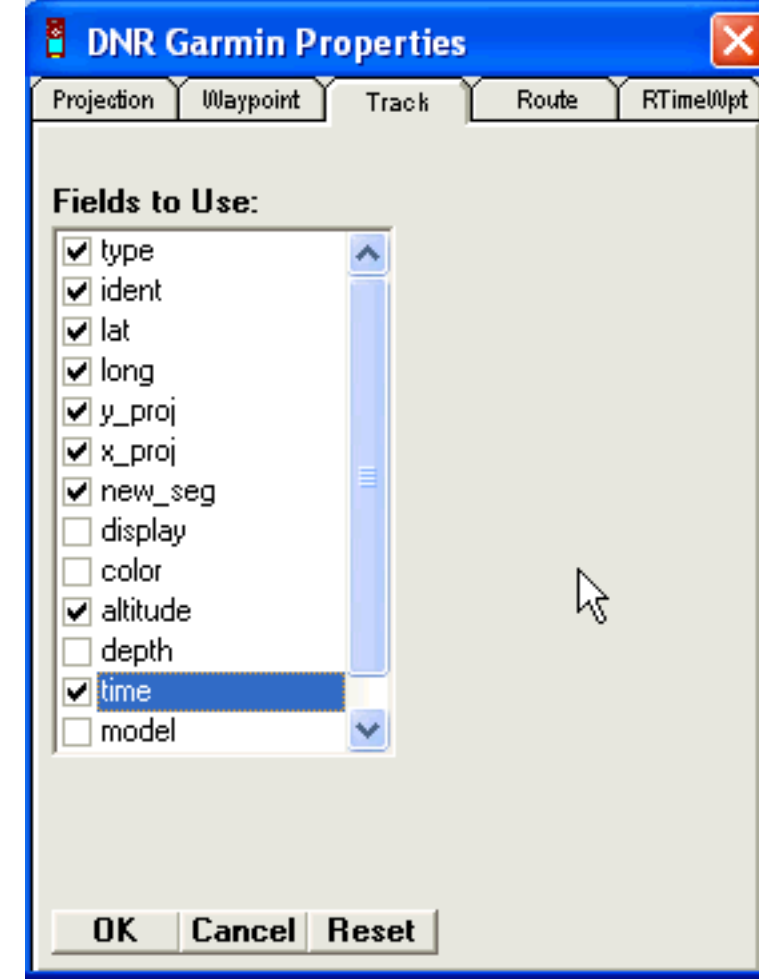 DNR Garmin Properties
Projection Waypoint Track Route RTimeWpt
Fields to Use:
type
ident
lat
long
y_proj
x_proj
new_seg
display
color
altitude
depth
time
model
OK Cancel Reset